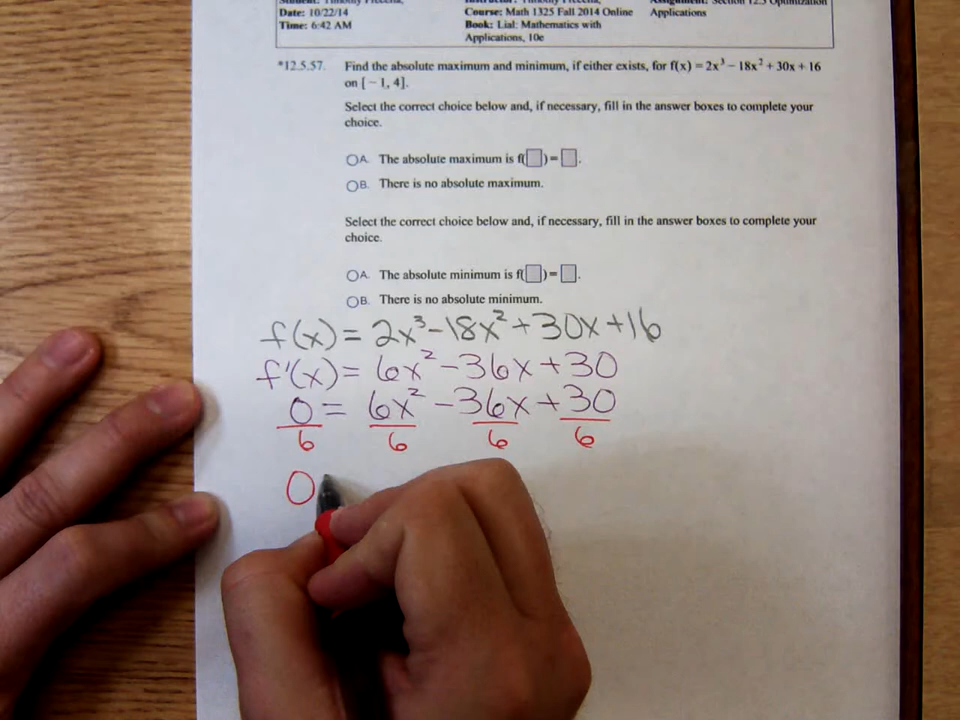 Date: 10/22/14
Time: 6:42 AM
Course: Math 1325 Fall 2014 Online
Book: Lial: Mathematics with
Applications, 10e
Applications
*12.5.57. Find the absolute maximum and minimum, if either exists, for f(x) = 2x³ − 18x² + 30x + 16
on [ − 1, 4].
Select the correct choice below and, if necessary, fill in the answer boxes to complete your
choice.
A. The absolute maximum is f( ) = .
B. There is no absolute maximum.
Select the correct choice below and, if necessary, fill in the answer boxes to complete your
choice.
A. The absolute minimum is f( ) = .
B. There is no absolute minimum.
f(x) = 2x³ − 18x² + 30x + 16
f'(x) = 6x² − 36x + 30
0 = 6x² − 36x + 30
6 6 6 6
0